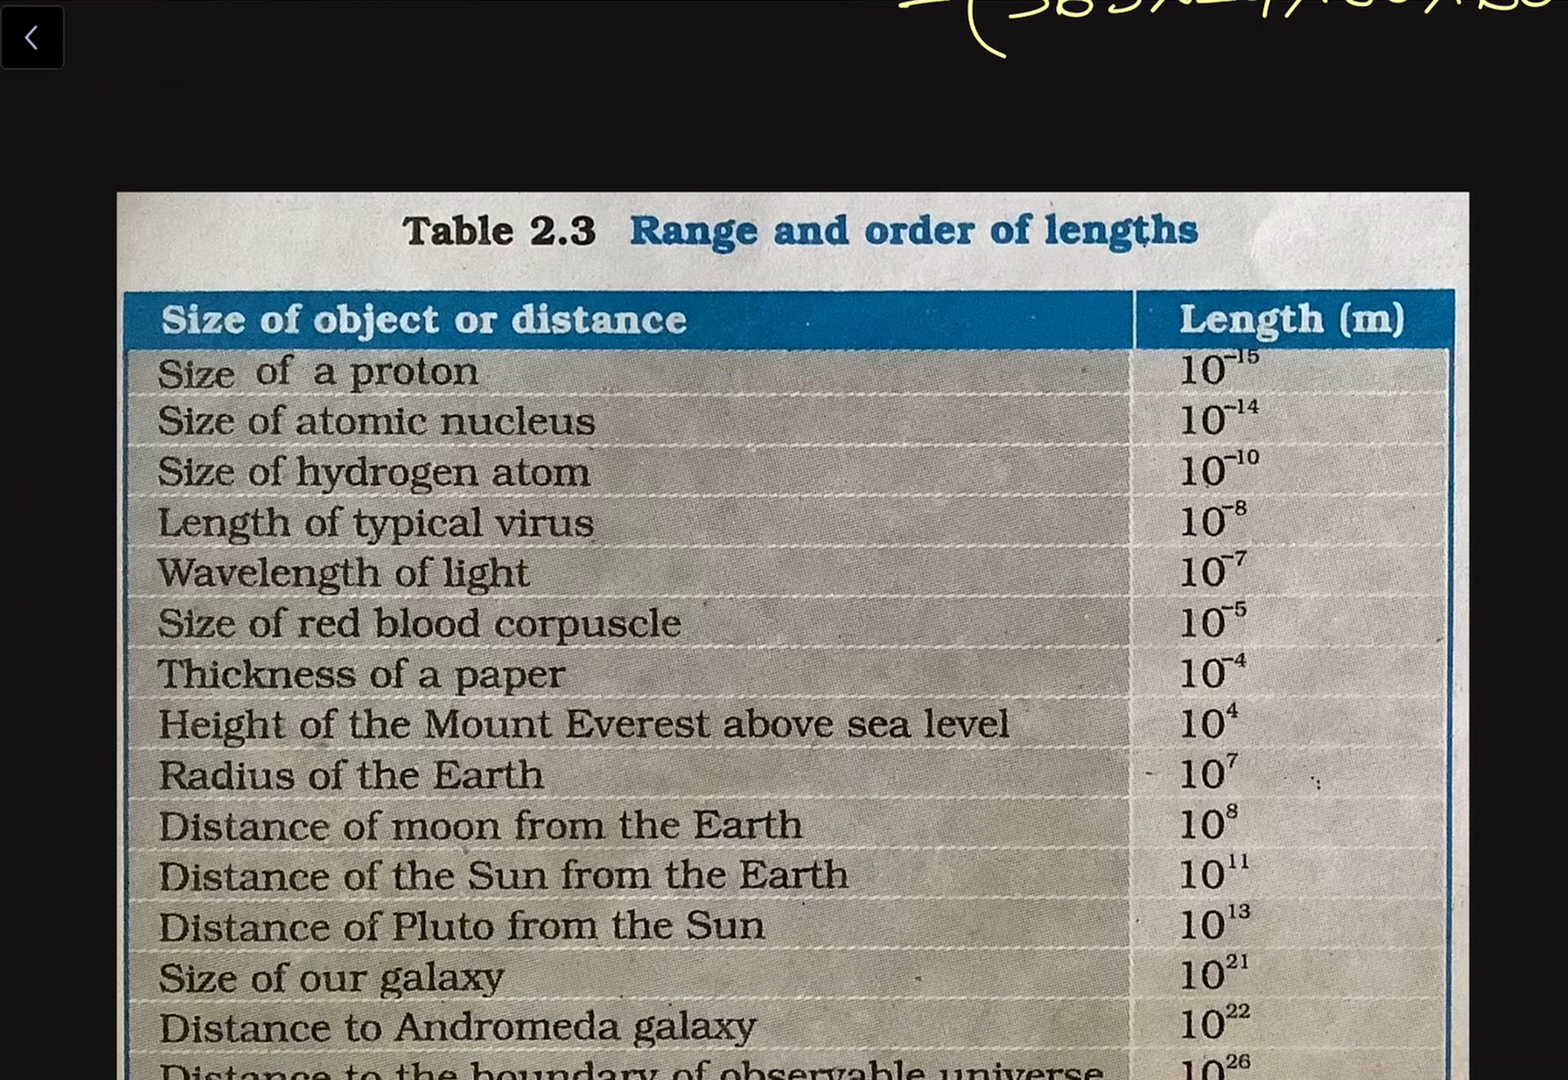 Table 2.3 Range and order of lengths
Size of object or distance Length (m)
Size of a proton 10⁻¹⁵
Size of atomic nucleus 10⁻¹⁴
Size of hydrogen atom 10⁻¹⁰
Length of typical virus 10⁻⁸
Wavelength of light 10⁻⁷
Size of red blood corpuscle 10⁻⁵
Thickness of a paper 10⁻⁴
Height of the Mount Everest above sea level 10⁴
Radius of the Earth 10⁷
Distance of moon from the Earth 10⁸
Distance of the Sun from the Earth 10¹¹
Distance of Pluto from the Sun 10¹³
Size of our galaxy 10²¹
Distance to Andromeda galaxy 10²²
Distance to the boundary of observable universe 10²⁶